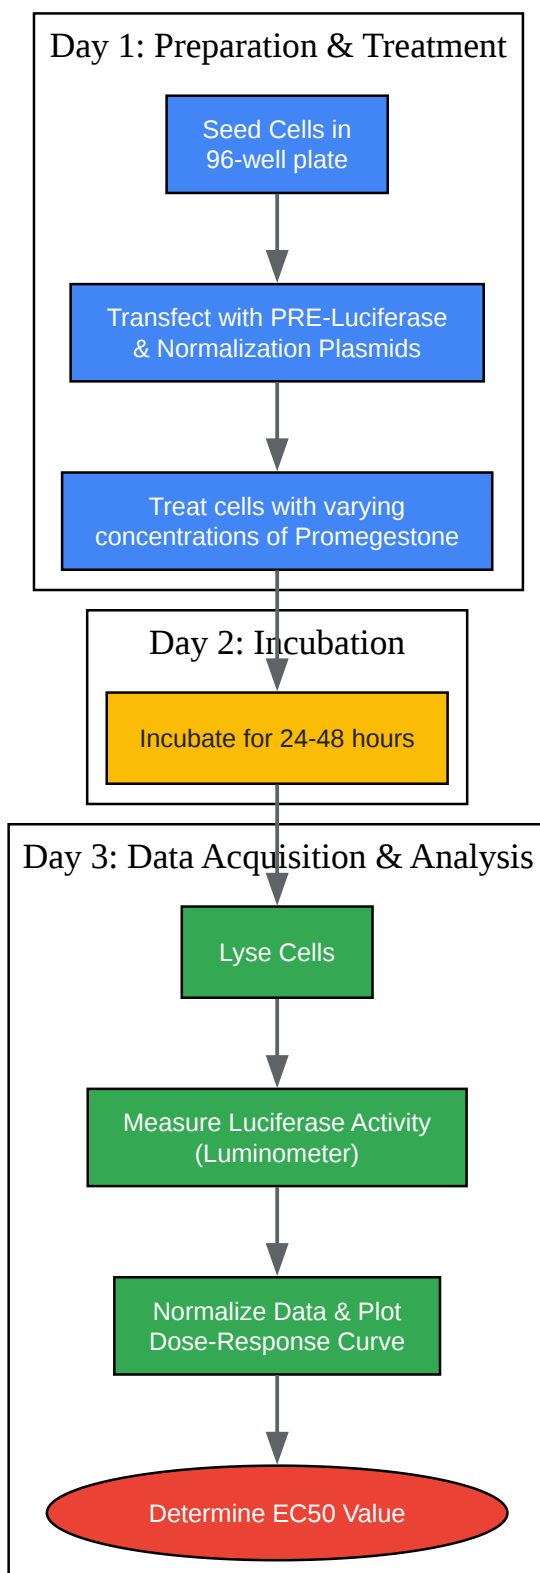 Day 1: Preparation & Treatment
Seed Cells in
96-well plate
Transfect with PRE-Luciferase
& Normalization Plasmids
Treat cells with varying
concentrations of Promegestone
Day 2: Incubation
Incubate for 24-48 hours
Day 3: Data Acquisition & Analysis
Lyse Cells
Measure Luciferase Activity
(Luminometer)
Normalize Data & Plot
Dose-Response Curve
Determine EC50 Value